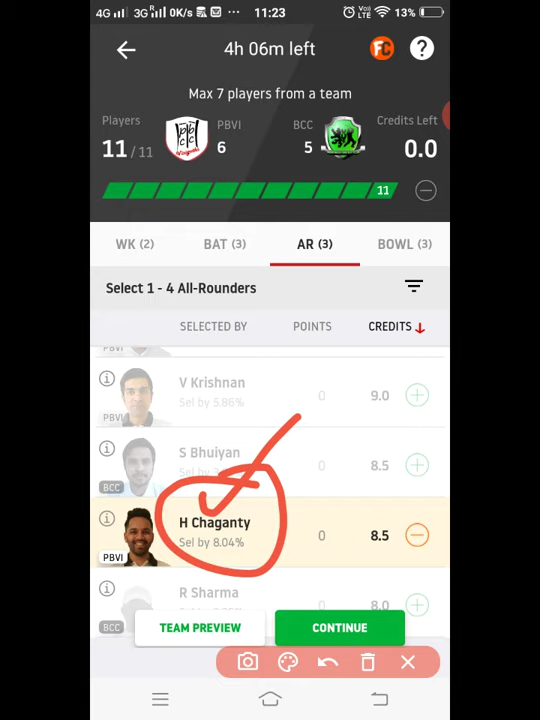 4G 3G R 0K/s ... 11:23 Vo) LTE 13%
4h 06m left FC ?
Max 7 players from a team
Players PBVI BCC Credits Left
11 / 11 6 5 0.0
11
WK (2) BAT (3) AR (3) BOWL (3)
Select 1 - 4 All-Rounders
SELECTED BY POINTS CREDITS
PBVI
V Krishnan
Sel by 5.86% 0 9.0
PBVI
S Bhuiyan
Sel by 0 8.5
BCC
H Chaganty
Sel by 8.04% 0 8.5
PBVI
R Sharma
0 8.0
BCC
TEAM PREVIEW CONTINUE